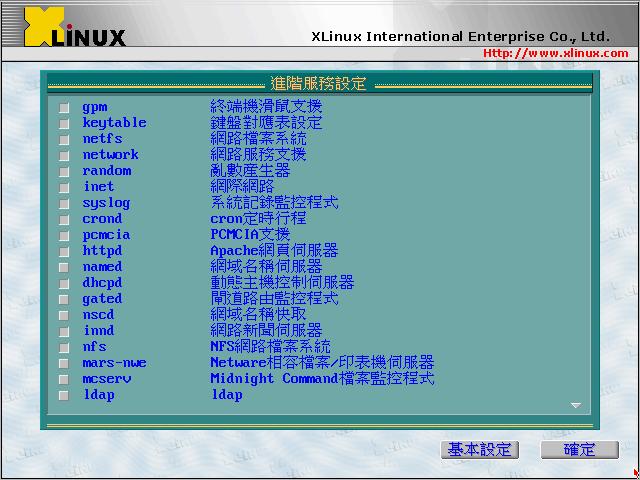 XLinux
XLinux International Enterprise Co., Ltd.
Http://www.xlinux.com
進階服務設定
gpm 終端機滑鼠支援
keytable 鍵盤對應表設定
netfs 網路檔案系統
network 網路服務支援
random 亂數產生器
inet 網際網路
syslog 系統記錄監控程式
crond cron定時行程
pcmcia PCMCIA支援
httpd Apache網頁伺服器
named 網域名稱伺服器
dhcpd 動態主機控制伺服器
gated 閘道路由監控程式
nscd 網域名稱快取
innd 網路新聞伺服器
nfs NFS網路檔案系統
mars-nwe Netware相容檔案/印表機伺服器
mcserv Midnight Command檔案監控程式
ldap ldap
基本設定 確定